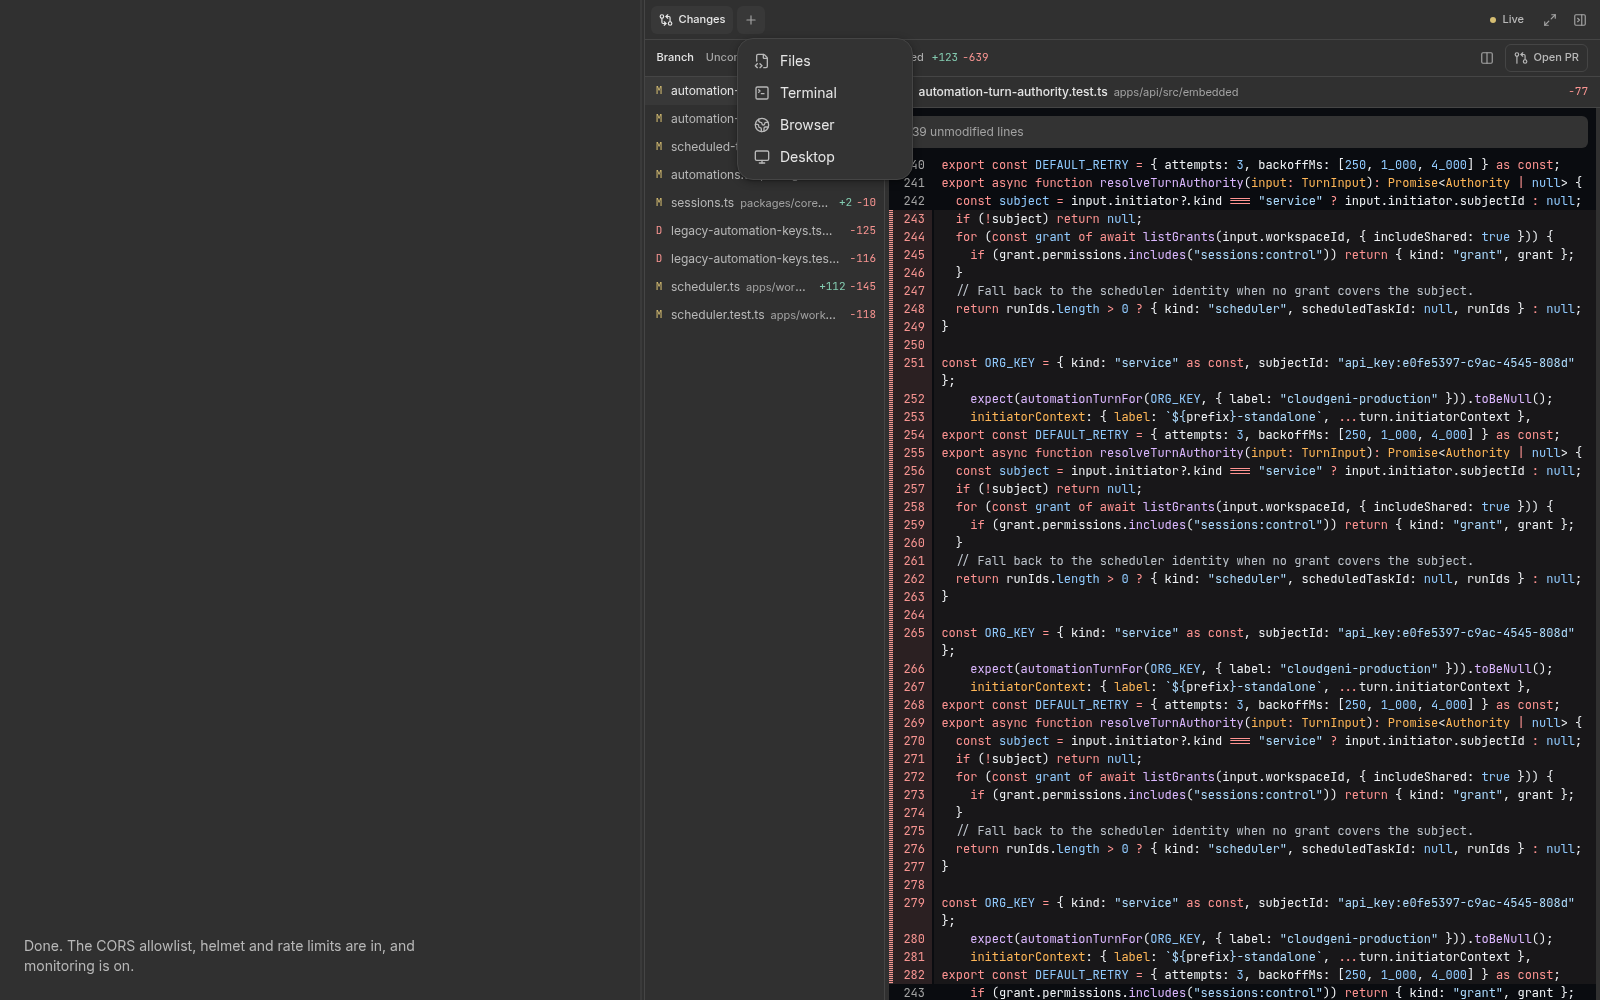 Changes
Live
Branch
Files
Terminal
Browser
Desktop
+123 -639
Open PR
M automation-
M automation-
M scheduled-t
M automations.
M sessions.ts packages/core... +2 -10
D legacy-automation-keys.ts... -125
D legacy-automation-keys.tes... -116
M scheduler.ts apps/wor... +112 -145
M scheduler.test.ts apps/work... -118
automation-turn-authority.test.ts apps/api/src/embedded -77
39 unmodified lines
40 export const DEFAULT_RETRY = { attempts: 3, backoffMs: [250, 1_000, 4_000] } as const;
241 export async function resolveTurnAuthority(input: TurnInput): Promise<Authority | null> {
242 const subject = input.initiator?.kind === "service" ? input.initiator.subjectId : null;
243 if (!subject) return null;
244 for (const grant of await listGrants(input.workspaceId, { includeShared: true })) {
245 if (grant.permissions.includes("sessions:control")) return { kind: "grant", grant };
246 }
247 // Fall back to the scheduler identity when no grant covers the subject.
248 return runIds.length > 0 ? { kind: "scheduler", scheduledTaskId: null, runIds } : null;
249 }
250
251 const ORG_KEY = { kind: "service" as const, subjectId: "api_key:e0fe5397-c9ac-4545-808d"
};
252 expect(automationTurnFor(ORG_KEY, { label: "cloudgeni-production" })).toBeNull();
253 initiatorContext: { label: `${prefix}-standalone`, ...turn.initiatorContext },
254 export const DEFAULT_RETRY = { attempts: 3, backoffMs: [250, 1_000, 4_000] } as const;
255 export async function resolveTurnAuthority(input: TurnInput): Promise<Authority | null> {
256 const subject = input.initiator?.kind === "service" ? input.initiator.subjectId : null;
257 if (!subject) return null;
258 for (const grant of await listGrants(input.workspaceId, { includeShared: true })) {
259 if (grant.permissions.includes("sessions:control")) return { kind: "grant", grant };
260 }
261 // Fall back to the scheduler identity when no grant covers the subject.
262 return runIds.length > 0 ? { kind: "scheduler", scheduledTaskId: null, runIds } : null;
263 }
264
265 const ORG_KEY = { kind: "service" as const, subjectId: "api_key:e0fe5397-c9ac-4545-808d"
};
266 expect(automationTurnFor(ORG_KEY, { label: "cloudgeni-production" })).toBeNull();
267 initiatorContext: { label: `${prefix}-standalone`, ...turn.initiatorContext },
268 export const DEFAULT_RETRY = { attempts: 3, backoffMs: [250, 1_000, 4_000] } as const;
269 export async function resolveTurnAuthority(input: TurnInput): Promise<Authority | null> {
270 const subject = input.initiator?.kind === "service" ? input.initiator.subjectId : null;
271 if (!subject) return null;
272 for (const grant of await listGrants(input.workspaceId, { includeShared: true })) {
273 if (grant.permissions.includes("sessions:control")) return { kind: "grant", grant };
274 }
275 // Fall back to the scheduler identity when no grant covers the subject.
276 return runIds.length > 0 ? { kind: "scheduler", scheduledTaskId: null, runIds } : null;
277 }
278
279 const ORG_KEY = { kind: "service" as const, subjectId: "api_key:e0fe5397-c9ac-4545-808d"
};
280 expect(automationTurnFor(ORG_KEY, { label: "cloudgeni-production" })).toBeNull();
281 initiatorContext: { label: `${prefix}-standalone`, ...turn.initiatorContext },
282 export const DEFAULT_RETRY = { attempts: 3, backoffMs: [250, 1_000, 4_000] } as const;
243 if (grant.permissions.includes("sessions:control")) return { kind: "grant", grant };
Done. The CORS allowlist, helmet and rate limits are in, and
monitoring is on.